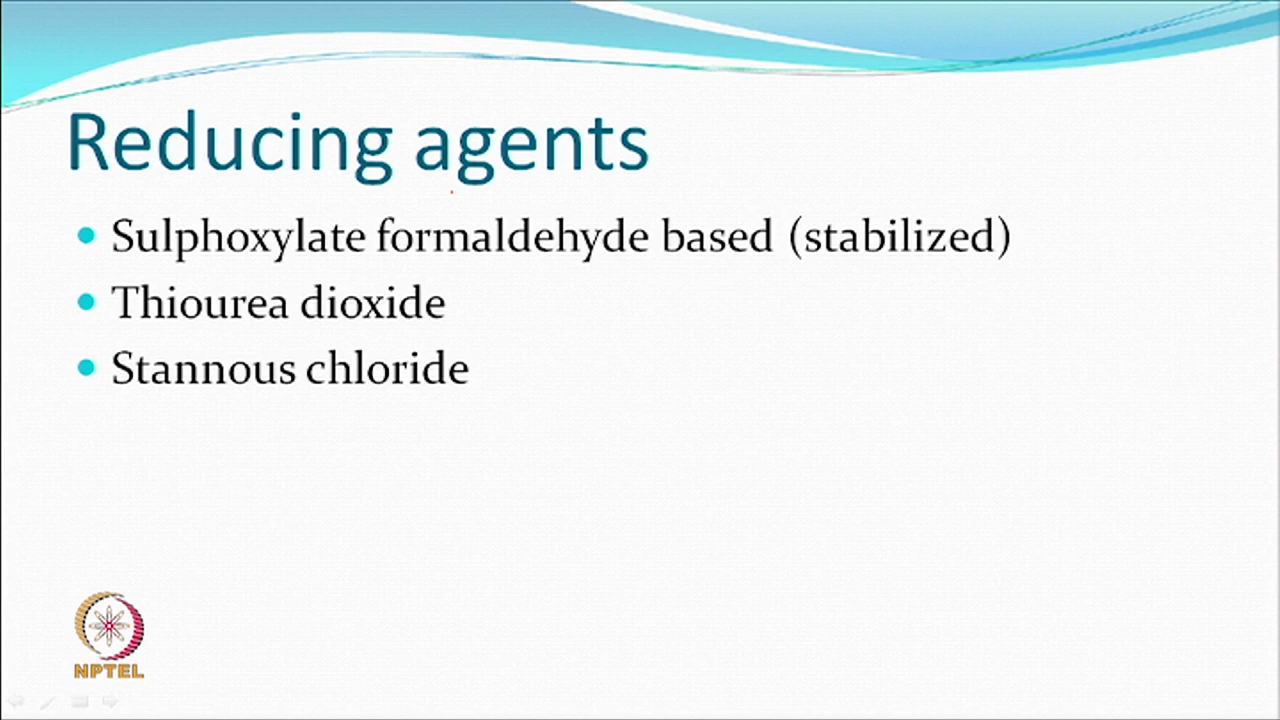 Reducing agents
Sulphoxylate formaldehyde based (stabilized)
Thiourea dioxide
Stannous chloride
NPTEL